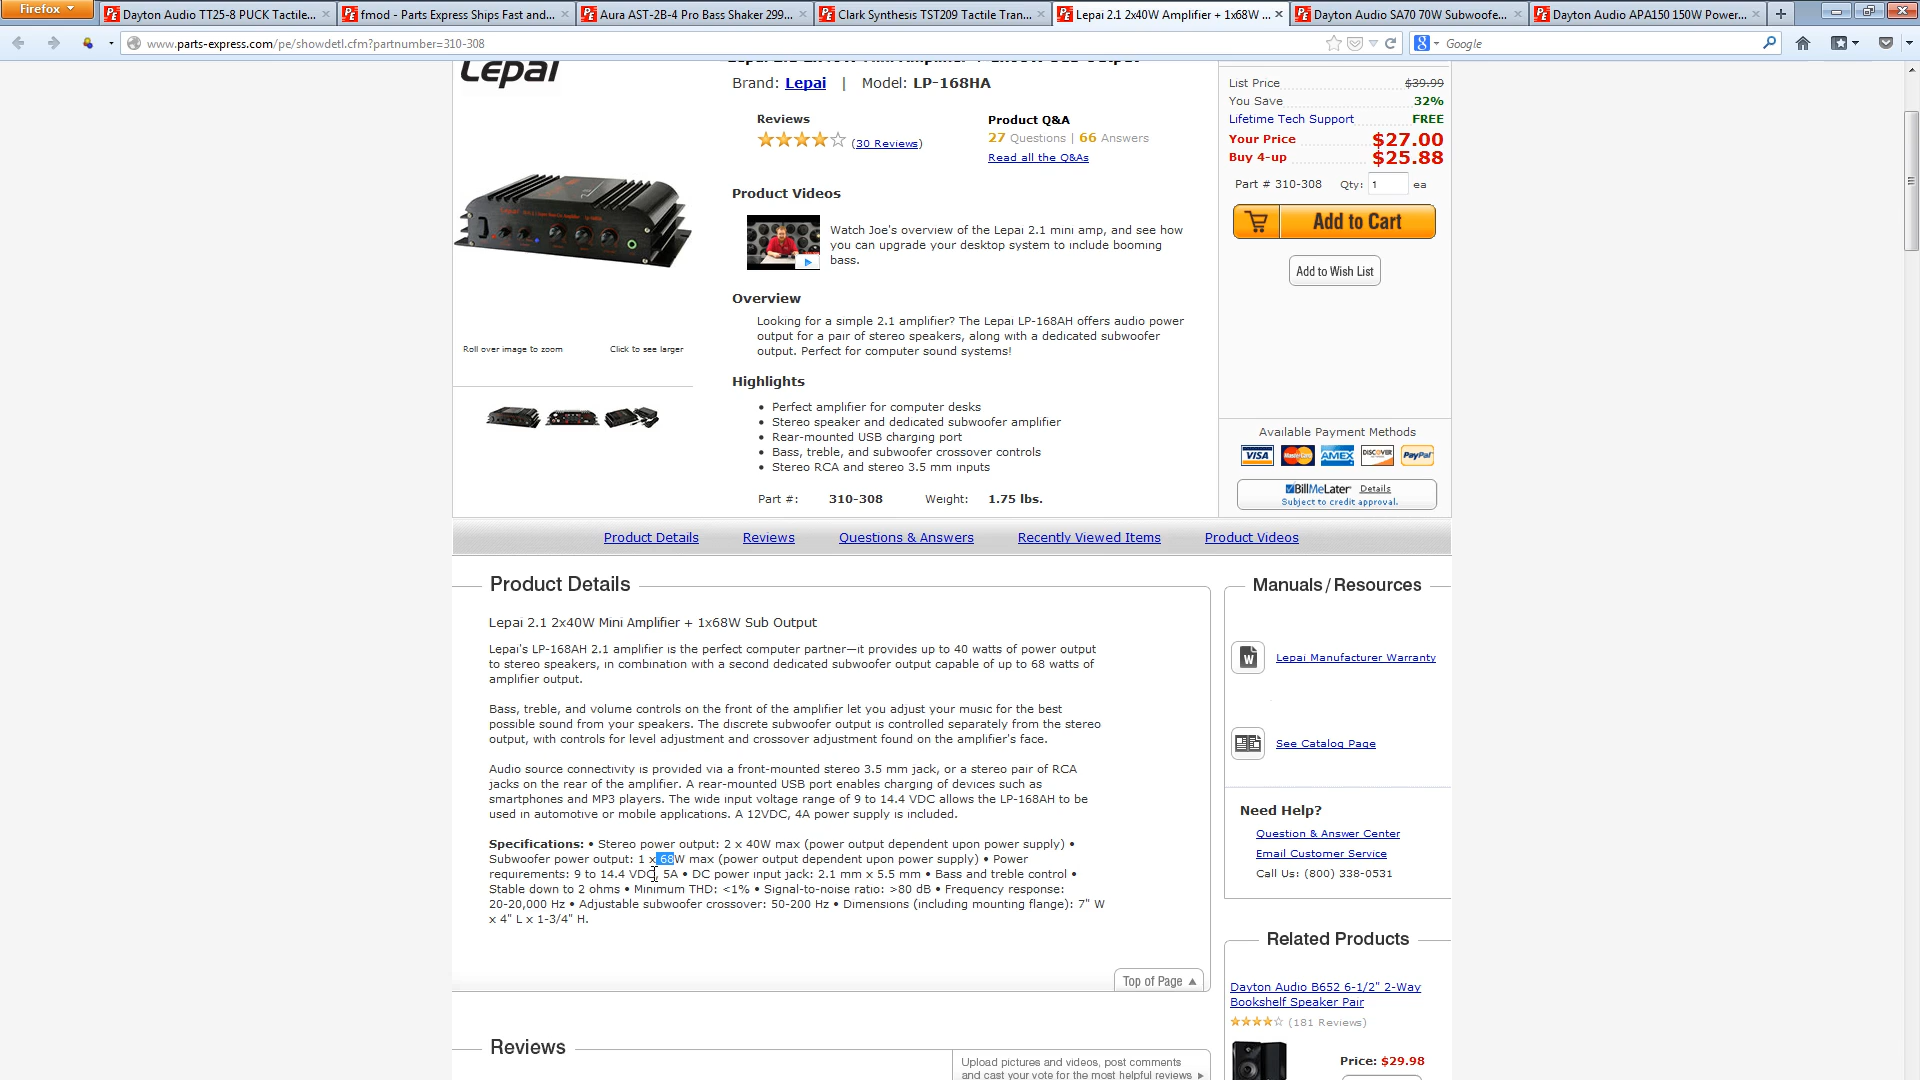 Firefox
Dayton Audio TT25-8 PUCK Tactile...
fmod - Parts Express Ships Fast and...
Aura AST-2B-4 Pro Bass Shaker 299...
Clark Synthesis TST209 Tactile Tran...
Lepai 2.1 2x40W Amplifier + 1x68W ...
Dayton Audio SA70 70W Subwoofe...
Dayton Audio APA150 150W Power...
www.parts-express.com/pe/showdetl.cfm?partnumber=310-308
Google
Lepai
Lepai 2.1 2x40W Mini Amplifier + 1x68W Sub Output
Brand: Lepai | Model: LP-168HA
Reviews
(30 Reviews)
Product Q&A
27 Questions | 66 Answers
Read all the Q&As
Product Videos
Watch Joe's overview of the Lepai 2.1 mini amp, and see how
you can upgrade your desktop system to include booming
bass.
Overview
Looking for a simple 2.1 amplifier? The Lepai LP-168AH offers audio power
output for a pair of stereo speakers, along with a dedicated subwoofer
output. Perfect for computer sound systems!
Roll over image to zoom
Click to see larger
Highlights
• Perfect amplifier for computer desks
• Stereo speaker and dedicated subwoofer amplifier
• Rear-mounted USB charging port
• Bass, treble, and subwoofer crossover controls
• Stereo RCA and stereo 3.5 mm inputs
Part #: 310-308 Weight: 1.75 lbs.
List Price $39.99
You Save 32%
Lifetime Tech Support FREE
Your Price $27.00
Buy 4-up $25.88
Part # 310-308 Qty: 1 ea
Add to Cart
Add to Wish List
Available Payment Methods
VISA MasterCard AMEX DISCOVER PayPal
BillMeLater Details
Subject to credit approval.
Product Details
Reviews
Questions & Answers
Recently Viewed Items
Product Videos
Product Details
Lepai 2.1 2x40W Mini Amplifier + 1x68W Sub Output
Lepai's LP-168AH 2.1 amplifier is the perfect computer partner—it provides up to 40 watts of power output
to stereo speakers, in combination with a second dedicated subwoofer output capable of up to 68 watts of
amplifier output.
Bass, treble, and volume controls on the front of the amplifier let you adjust your music for the best
possible sound from your speakers. The discrete subwoofer output is controlled separately from the stereo
output, with controls for level adjustment and crossover adjustment found on the amplifier's face.
Audio source connectivity is provided via a front-mounted stereo 3.5 mm jack, or a stereo pair of RCA
jacks on the rear of the amplifier. A rear-mounted USB port enables charging of devices such as
smartphones and MP3 players. The wide input voltage range of 9 to 14.4 VDC allows the LP-168AH to be
used in automotive or mobile applications. A 12VDC, 4A power supply is included.
Specifications: • Stereo power output: 2 x 40W max (power output dependent upon power supply) •
Subwoofer power output: 1 x 68W max (power output dependent upon power supply) • Power
requirements: 9 to 14.4 VDC, 5A • DC power input jack: 2.1 mm x 5.5 mm • Bass and treble control •
Stable down to 2 ohms • Minimum THD: <1% • Signal-to-noise ratio: >80 dB • Frequency response:
20-20,000 Hz • Adjustable subwoofer crossover: 50-200 Hz • Dimensions (including mounting flange): 7" W
x 4" L x 1-3/4" H.
Top of Page
Manuals/Resources
Lepai Manufacturer Warranty
See Catalog Page
Need Help?
Question & Answer Center
Email Customer Service
Call Us: (800) 338-0531
Related Products
Dayton Audio B652 6-1/2" 2-Way
Bookshelf Speaker Pair
(181 Reviews)
Price: $29.98
Reviews
Upload pictures and videos, post comments
and cast your vote for the most helpful reviews